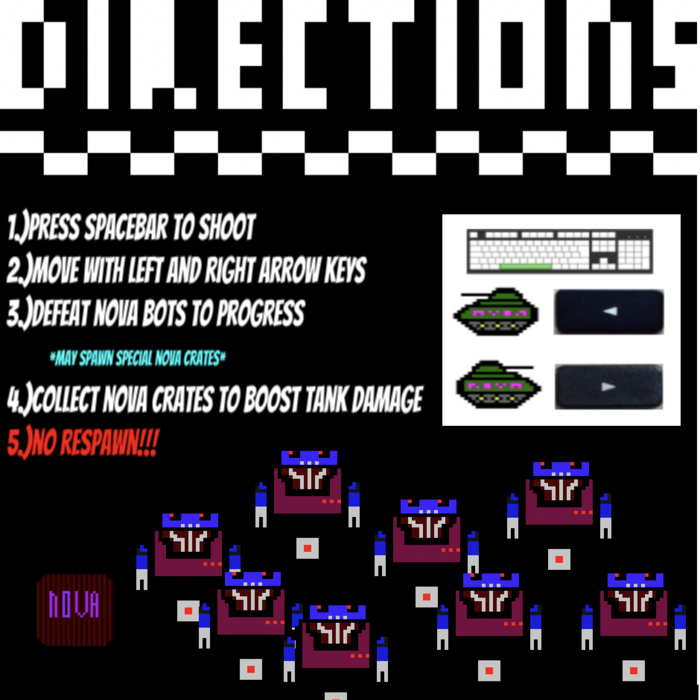 DIRECTIONS
1.)PRESS SPACEBAR TO SHOOT
2.)MOVE WITH LEFT AND RIGHT ARROW KEYS
3.)DEFEAT NOVA BOTS TO PROGRESS
*MAY SPAWN SPECIAL NOVA CRATES*
4.)COLLECT NOVA CRATES TO BOOST TANK DAMAGE
5.)NO RESPAWN!!!
NOVA